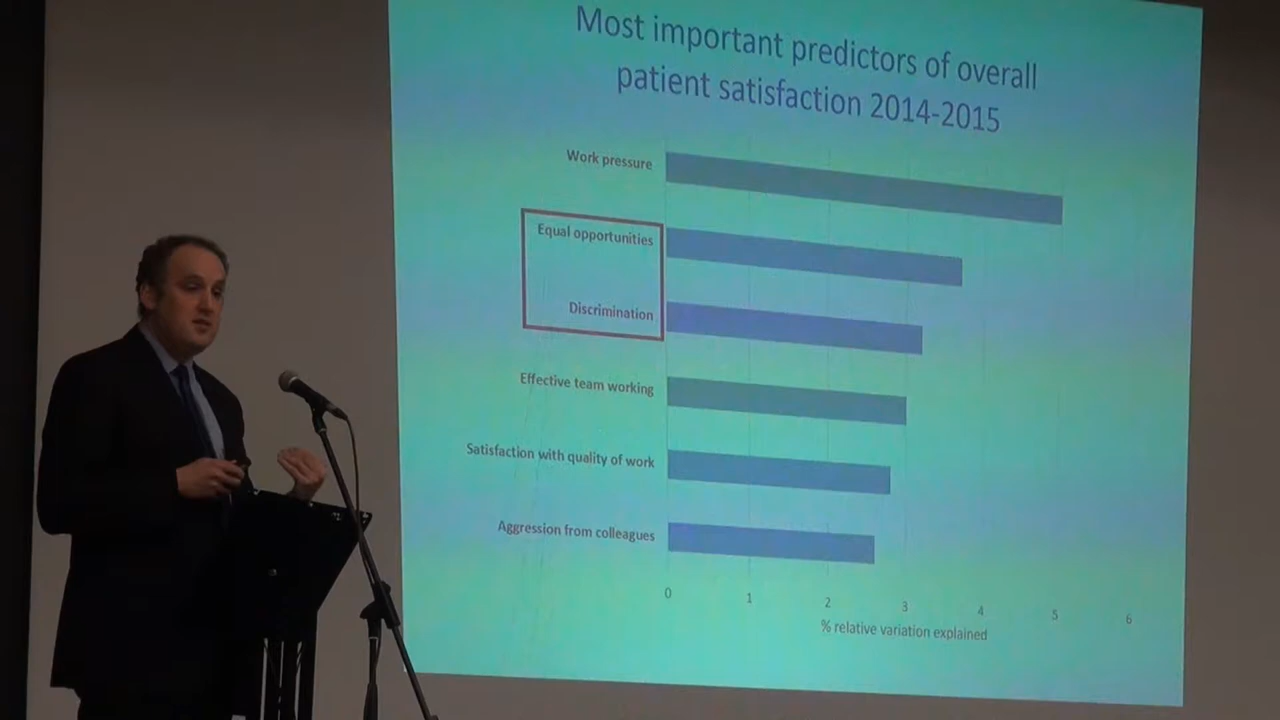 Most important predictors of overall
patient satisfaction 2014-2015
Work pressure
Equal opportunities
Discrimination
Effective team working
Satisfaction with quality of work
Aggression from colleagues
0 1 2 3 4 5 6
% relative variation explained